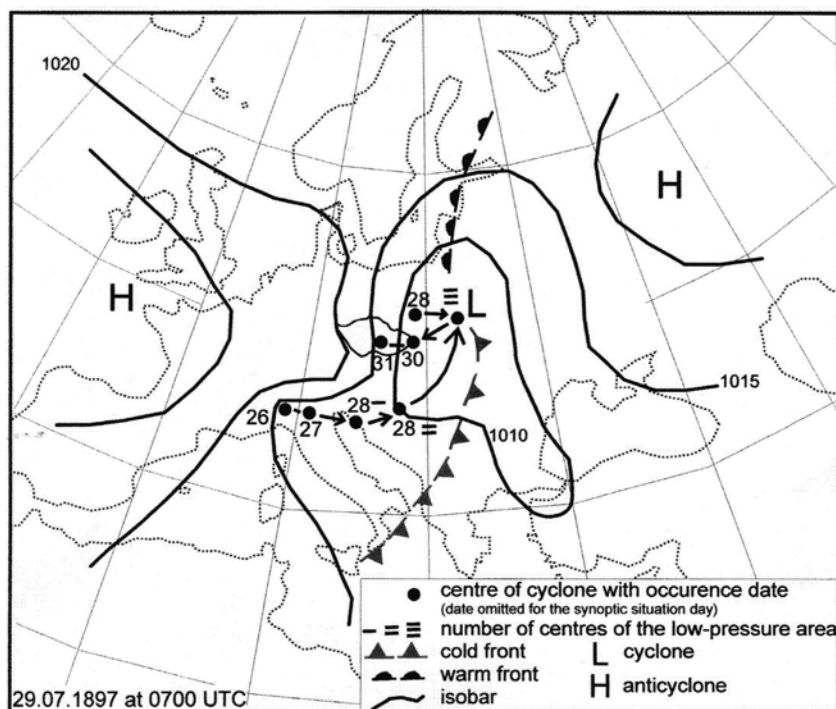 1020
H
H
28
L
31
30
1015
26
27
28
28
1010
centre of cyclone with occurence date
(date omitted for the synoptic situation day)
number of centres of the low-pressure area
cold front
L cyclone
warm front
H anticyclone
isobar
29.07.1897 at 0700 UTC